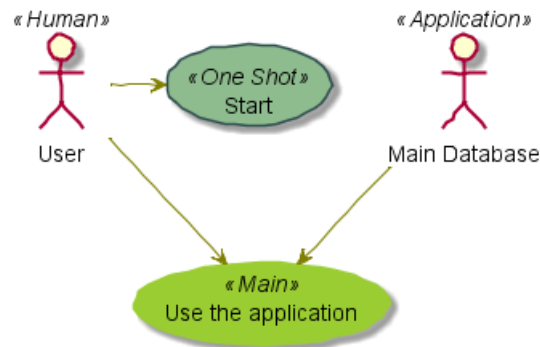 «Human»
User
«One Shot»
Start
«Application»
Main Database
«Main»
Use the application